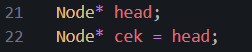 21 Node* head;
22 Node* cek = head;